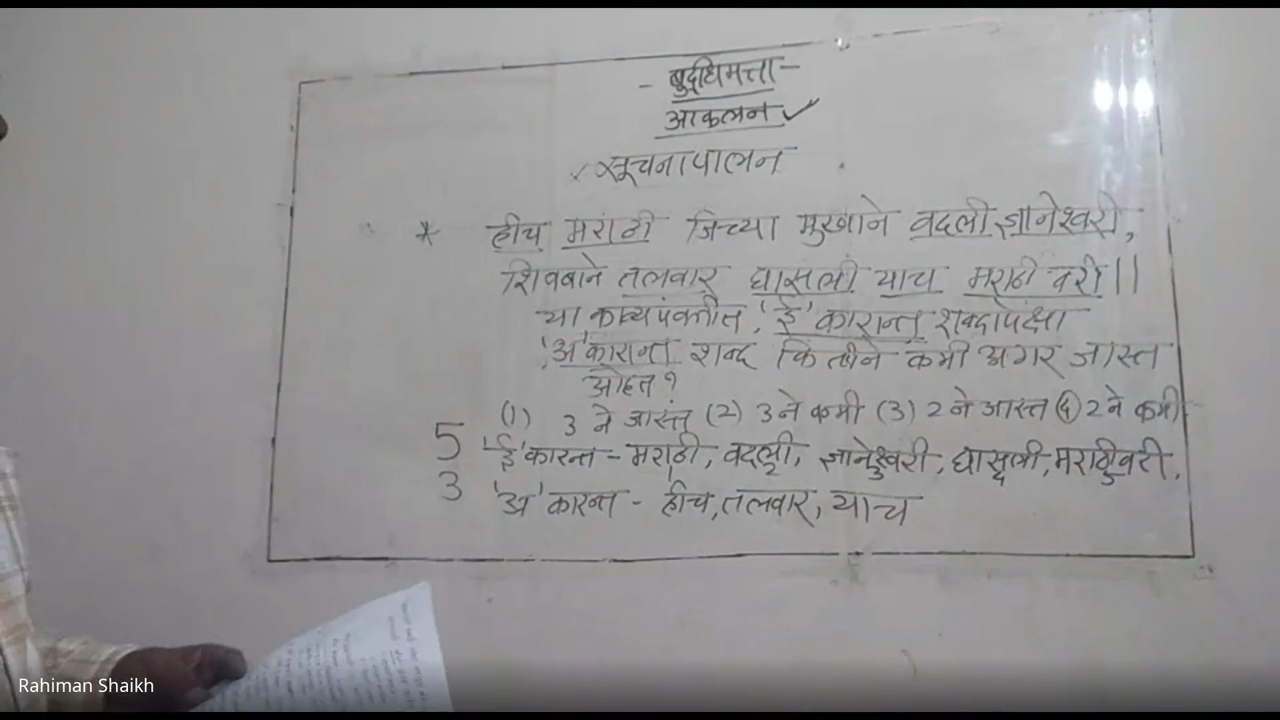 - बुद्धिमत्ता -
आकलन ✓
सूचनापालन
* हीच मराठी जिच्या मुखाने वदली ज्ञानेश्वरी,
शिवबाने तलवार घासली याच मराठी वरी ||
या काव्यपंक्तीत 'ई' कारान्त शब्दापेक्षा
'अ' कारान्त शब्द कितीने कमी अगर जास्त
आहेत ?
(1) 3 ने जास्त (2) 3 ने कमी (3) 2 ने जास्त (4) 2 ने कमी
5 'ई' कारन्त - मराठी, वदली, ज्ञानेश्वरी, घासली, मराठीवरी.
3 'अ' कारन्त - हीच, तलवार, याच
Rahiman Shaikh